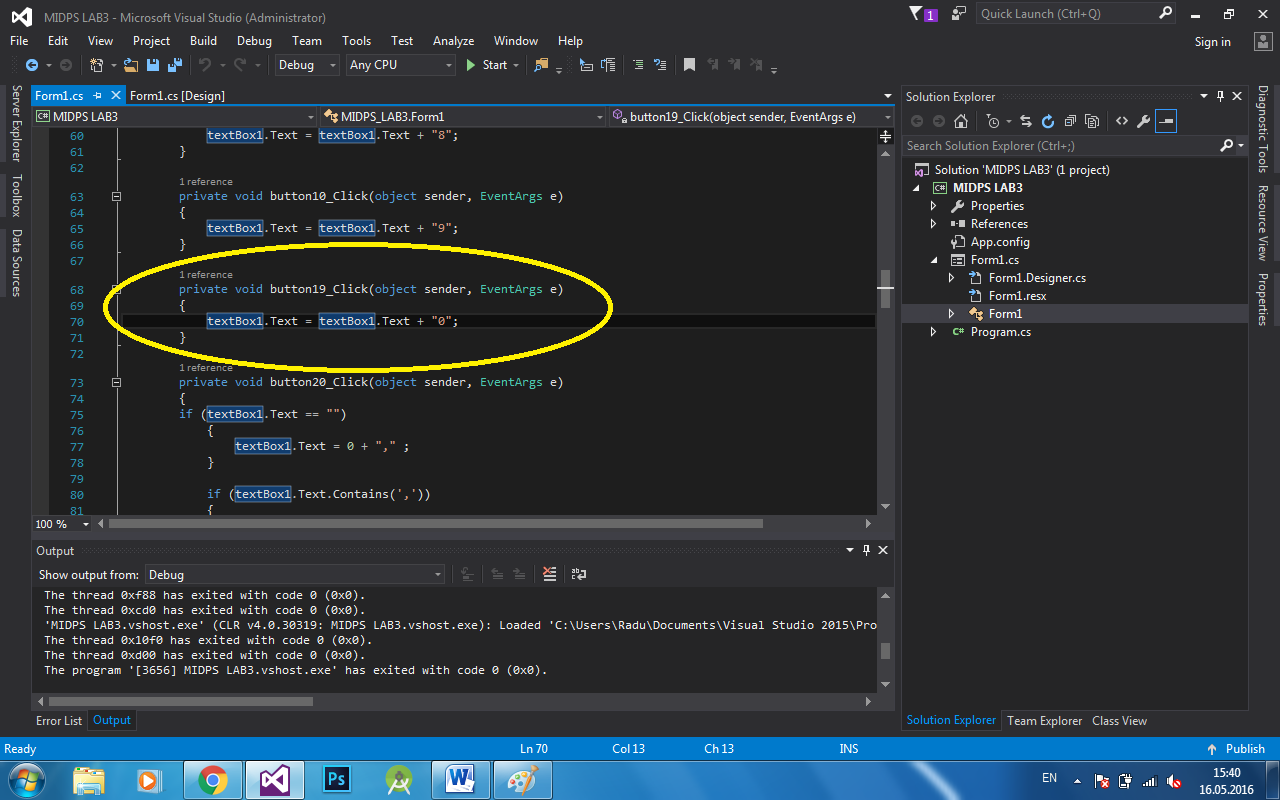 MIDPS LAB3 - Microsoft Visual Studio (Administrator)
1
Quick Launch (Ctrl+Q)
File Edit View Project Build Debug Team Tools Test Analyze Window Help
Sign in
Debug Any CPU Start
Server Explorer
Toolbox
Data Sources
Form1.cs Form1.cs [Design]
C# MIDPS LAB3 MIDPS_LAB3.Form1 button19_Click(object sender, EventArgs e)
60 textBox1.Text = textBox1.Text + "8";
61 }
62
1 reference
63 private void button10_Click(object sender, EventArgs e)
64 {
65 textBox1.Text = textBox1.Text + "9";
66 }
67
1 reference
68 private void button19_Click(object sender, EventArgs e)
69 {
70 textBox1.Text = textBox1.Text + "0";
71 }
72
1 reference
73 private void button20_Click(object sender, EventArgs e)
74 {
75 if (textBox1.Text == "")
76 {
77 textBox1.Text = 0 + "," ;
78 }
79
80 if (textBox1.Text.Contains(','))
81 {
100 %
Output
Show output from: Debug
The thread 0xf88 has exited with code 0 (0x0).
The thread 0xcd0 has exited with code 0 (0x0).
'MIDPS LAB3.vshost.exe' (CLR v4.0.30319: MIDPS LAB3.vshost.exe): Loaded 'C:\Users\Radu\Documents\Visual Studio 2015\Pro
The thread 0x10f0 has exited with code 0 (0x0).
The thread 0xd00 has exited with code 0 (0x0).
The program '[3656] MIDPS LAB3.vshost.exe' has exited with code 0 (0x0).
Error List Output
Solution Explorer
Search Solution Explorer (Ctrl+;)
Solution 'MIDPS LAB3' (1 project)
C# MIDPS LAB3
Properties
References
App.config
Form1.cs
Form1.Designer.cs
Form1.resx
Form1
C# Program.cs
Solution Explorer Team Explorer Class View
Diagnostic Tools
Resource View
Properties
Ready Ln 70 Col 13 Ch 13 INS Publish
Ps
W
EN
15:40
16.05.2016